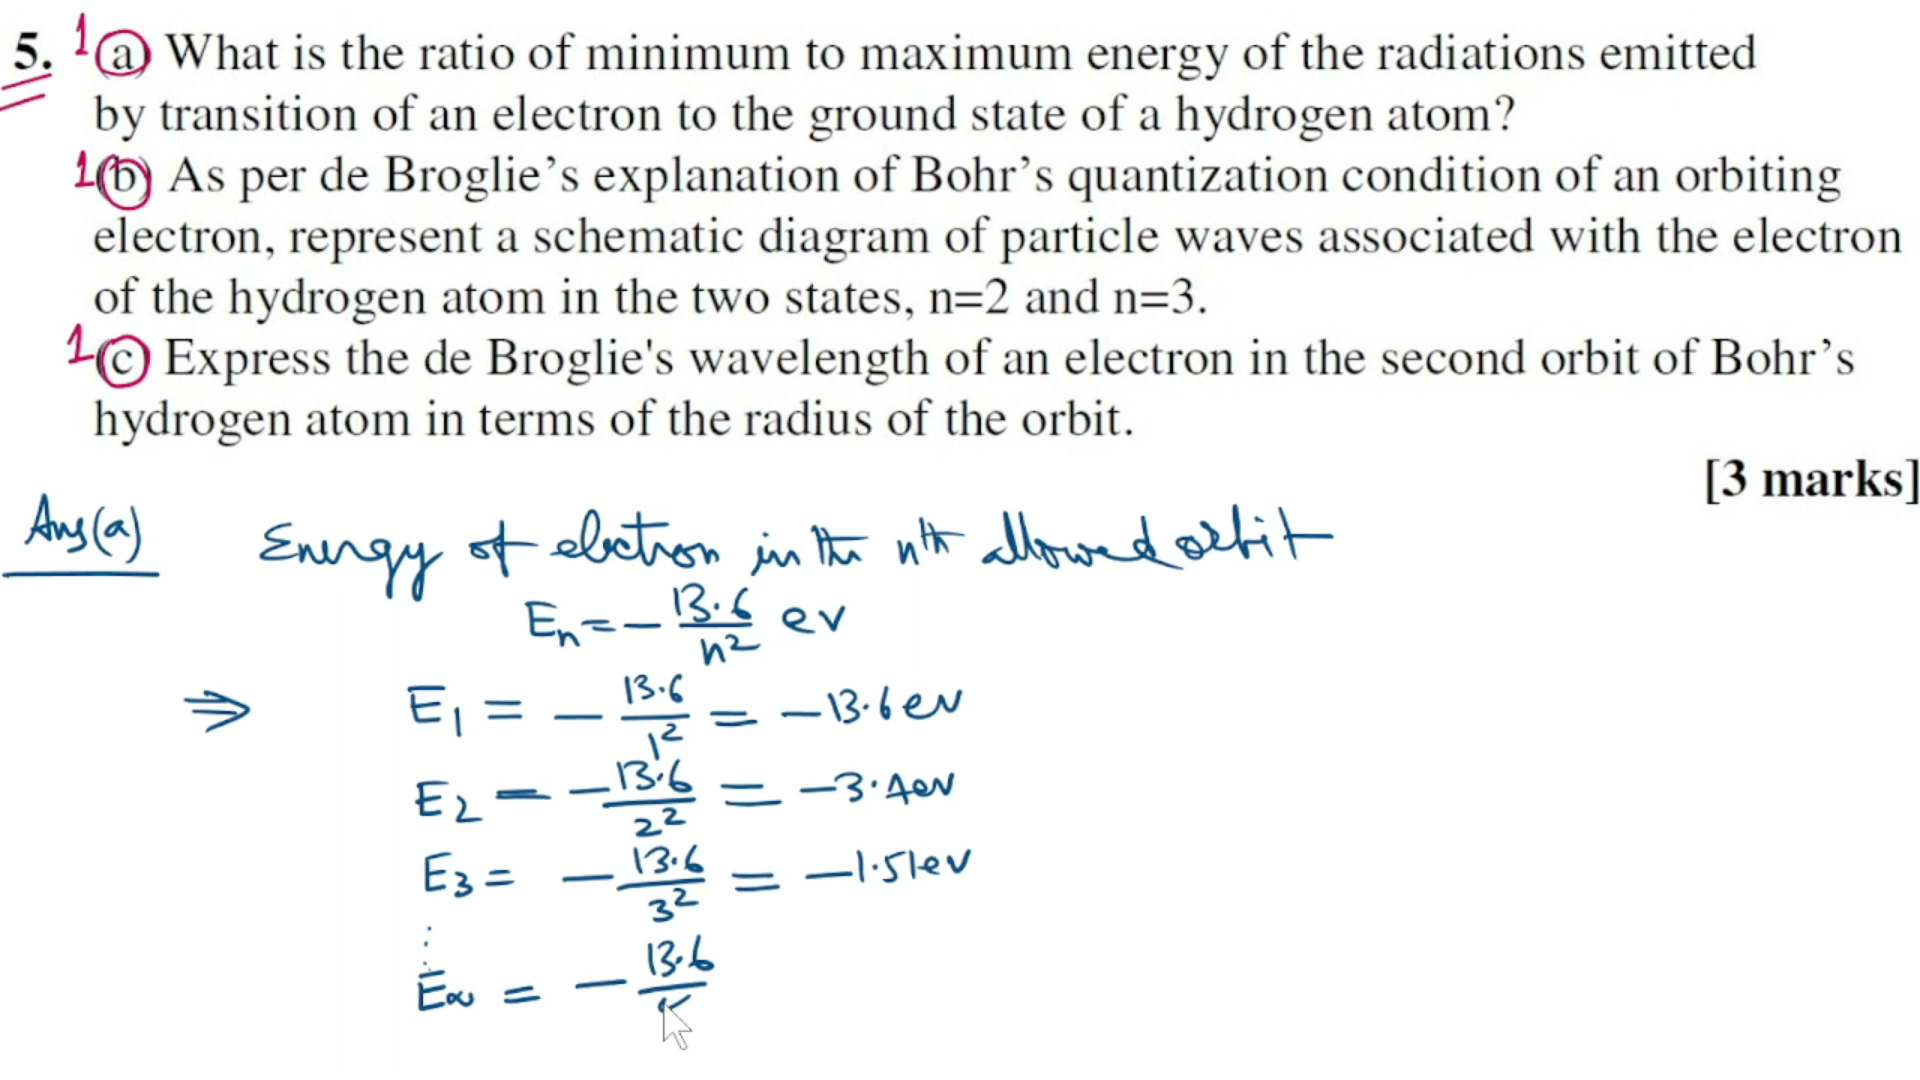 5. 1 (a) What is the ratio of minimum to maximum energy of the radiations emitted
by transition of an electron to the ground state of a hydrogen atom?
1 (b) As per de Broglie’s explanation of Bohr’s quantization condition of an orbiting
electron, represent a schematic diagram of particle waves associated with the electron
of the hydrogen atom in the two states, n=2 and n=3.
1 (c) Express the de Broglie's wavelength of an electron in the second orbit of Bohr’s
hydrogen atom in terms of the radius of the orbit.
[3 marks]
Ans(a) Energy of electron in the nth allowed orbit
En = - 13.6/n² ev
⇒ E1 = - 13.6/1² = -13.6 ev
E2 = - 13.6/2² = -3.4 ev
E3 = - 13.6/3² = -1.51 ev
⋮
E∞ = - 13.6/